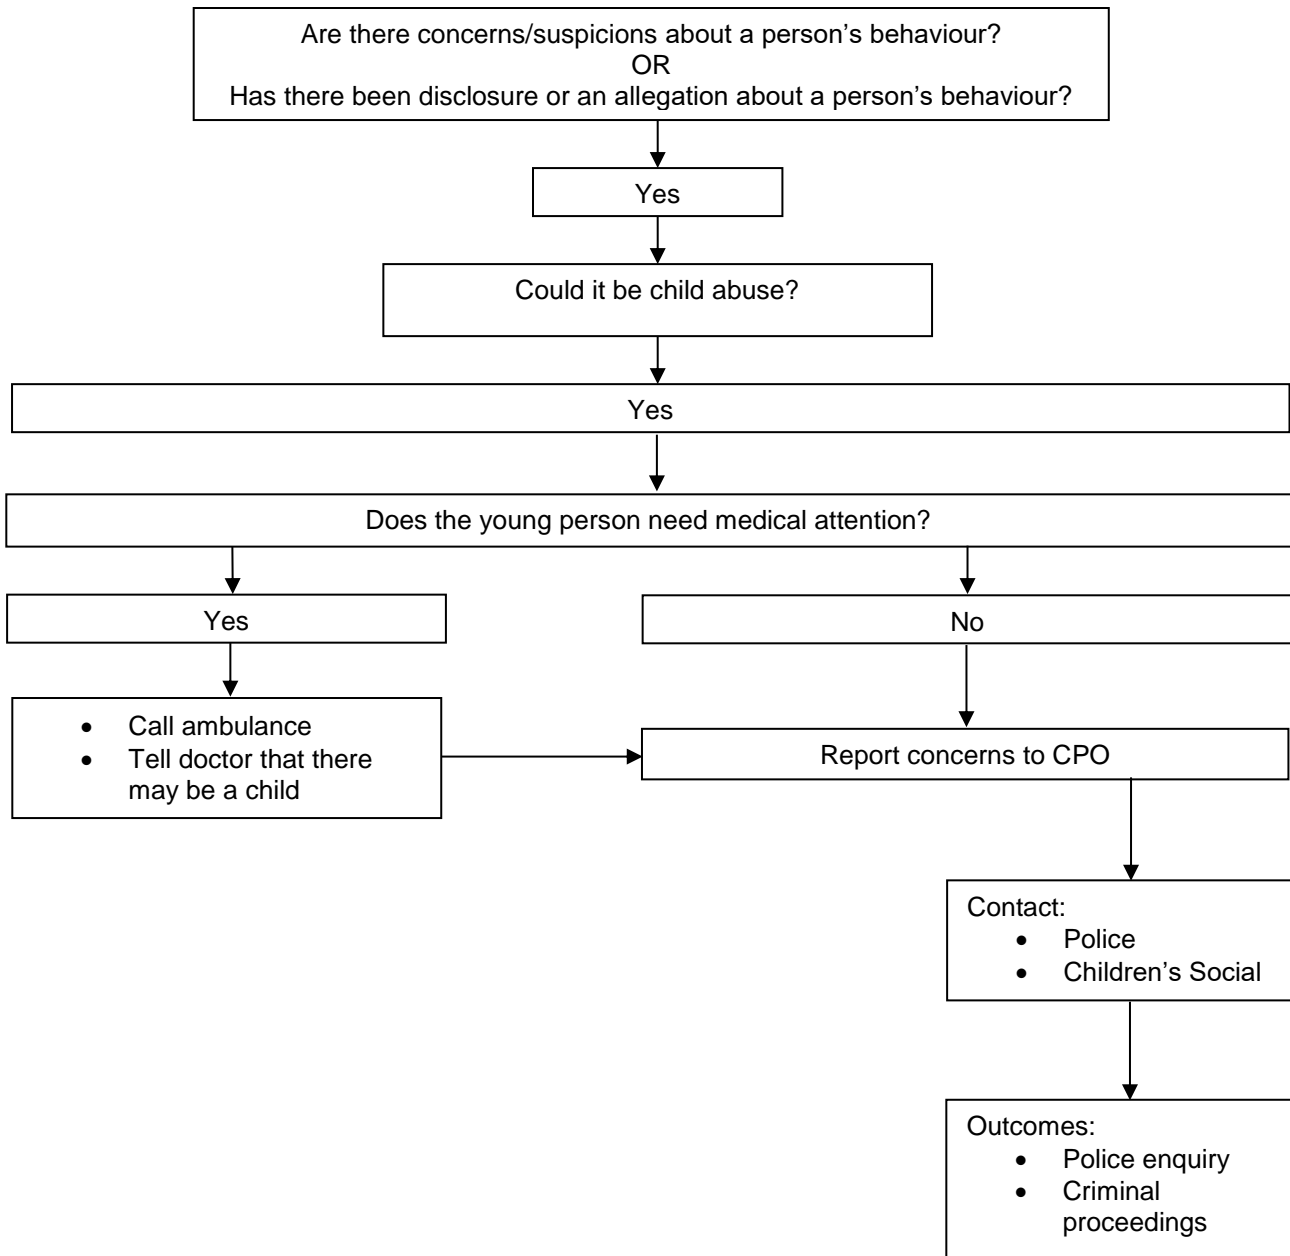 Are there concerns/suspicions about a person’s behaviour?
OR
Has there been disclosure or an allegation about a person’s behaviour?
Yes
Could it be child abuse?
Yes
Does the young person need medical attention?
Yes
No
• Call ambulance
• Tell doctor that there
may be a child
Report concerns to CPO
Contact:
• Police
• Children’s Social
Outcomes:
• Police enquiry
• Criminal
proceedings